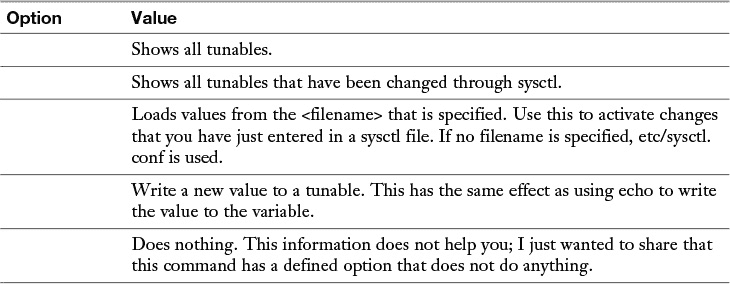 Option Value
Shows all tunables.
Shows all tunables that have been changed through sysctl.
Loads values from the <filename> that is specified. Use this to activate changes
that you have just entered in a sysctl file. If no filename is specified, etc/sysctl.
conf is used.
Write a new value to a tunable. This has the same effect as using echo to write
the value to the variable.
Does nothing. This information does not help you; I just wanted to share that
this command has a defined option that does not do anything.